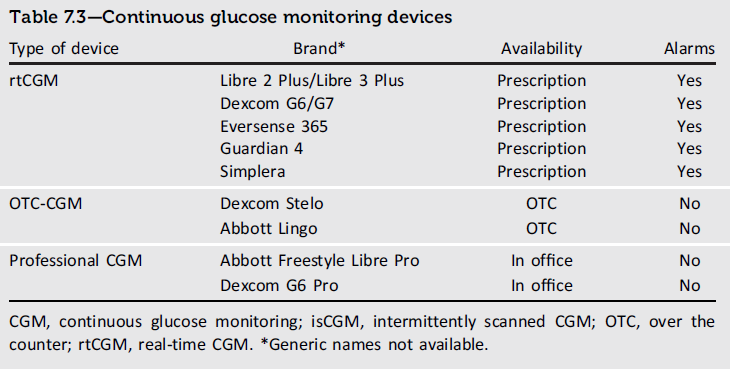 Table 7.3—Continuous glucose monitoring devices
Type of device Brand* Availability Alarms
rtCGM Libre 2 Plus/Libre 3 Plus Prescription Yes
Dexcom G6/G7 Prescription Yes
Eversense 365 Prescription Yes
Guardian 4 Prescription Yes
Simplera Prescription Yes
OTC-CGM Dexcom Stelo OTC No
Abbott Lingo OTC No
Professional CGM Abbott Freestyle Libre Pro In office No
Dexcom G6 Pro In office No
CGM, continuous glucose monitoring; isCGM, intermittently scanned CGM; OTC, over the
counter; rtCGM, real-time CGM. *Generic names not available.